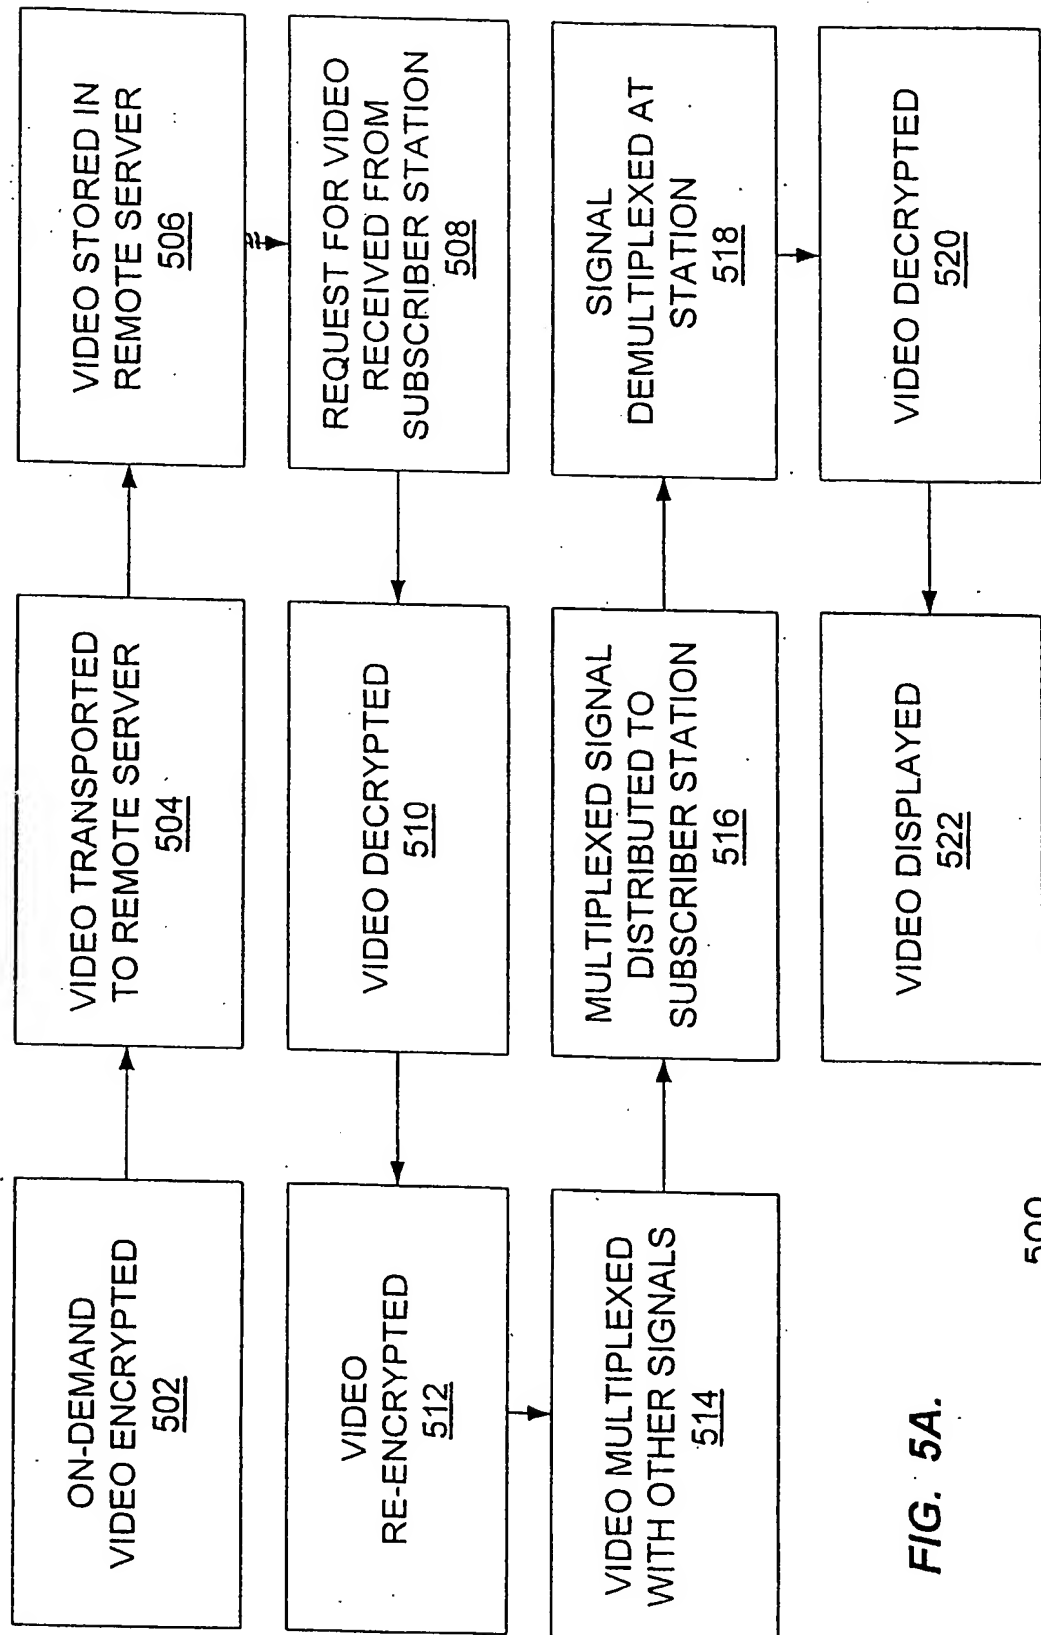 ON-DEMAND
VIDEO ENCRYPTED
502
VIDEO TRANSPORTED
TO REMOTE SERVER
504
VIDEO STORED IN
REMOTE SERVER
506
REQUEST FOR VIDEO
RECEIVED FROM
SUBSCRIBER STATION
508
VIDEO DECRYPTED
510
VIDEO
RE-ENCRYPTED
512
VIDEO MULTIPLEXED
WITH OTHER SIGNALS
514
MULTIPLEXED SIGNAL
DISTRIBUTED TO
SUBSCRIBER STATION
516
SIGNAL
DEMULTIPLEXED AT
STATION
518
VIDEO DECRYPTED
520
VIDEO DISPLAYED
522
500
FIG. 5A.